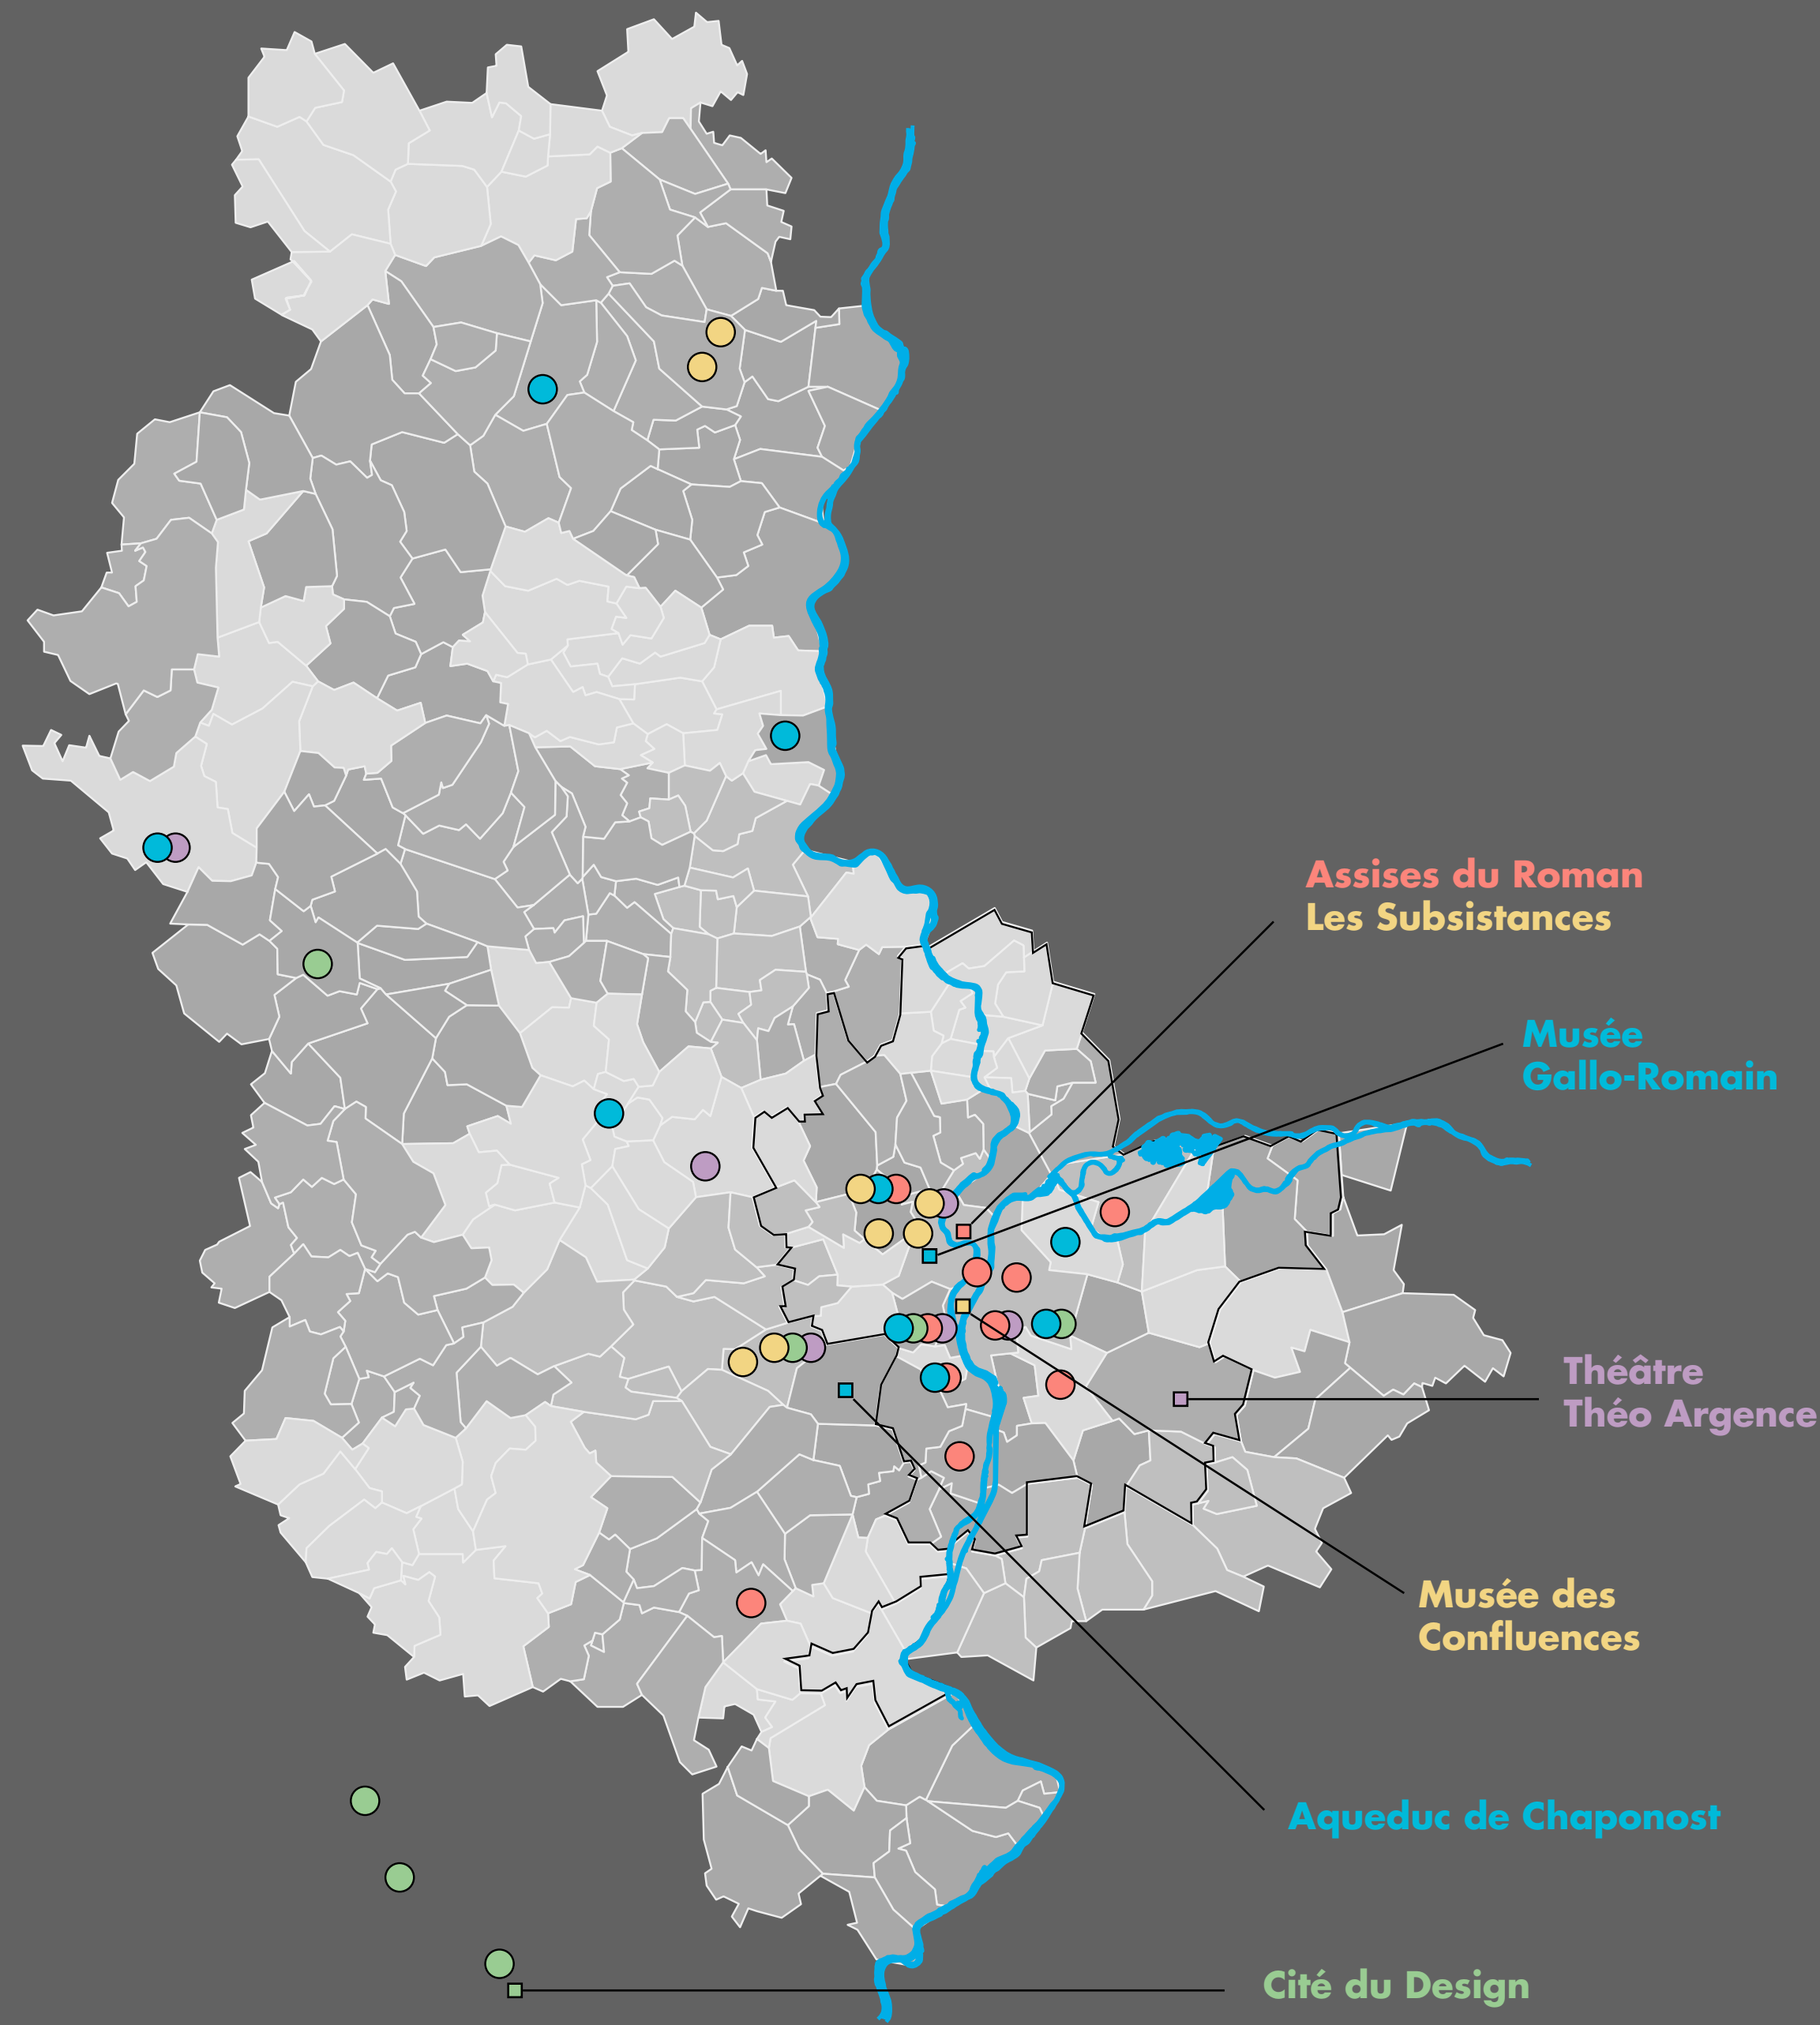 Assises du Roman
Les Subsistances
Musée
Gallo-Romain
Théâtre
Théo Argence
Musée des
Confluences
Aqueduc de Chaponost
Cité du Design